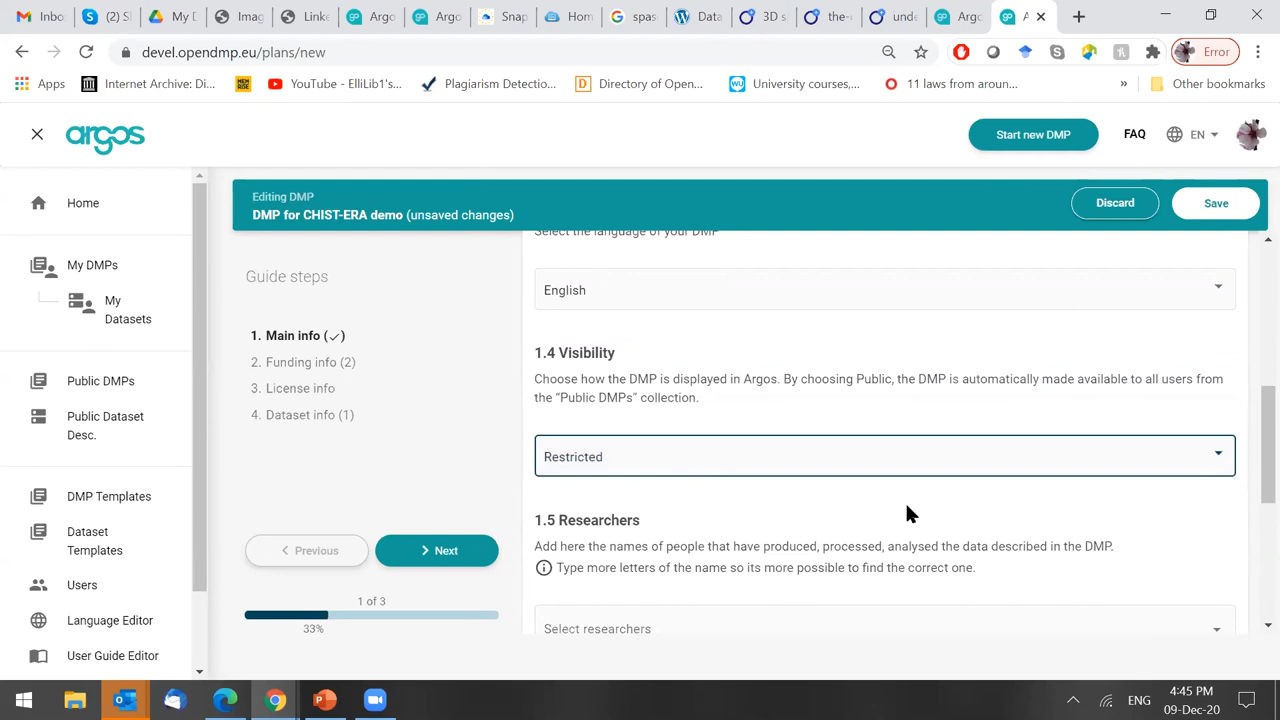 Inbo
(2) S
My D
Imag
Linke
Argo
Argo
Snap
Hom
spas
Data
3D s
the-
und
Argo
A
devel.opendmp.eu/plans/new
Error
Apps
Internet Archive: Di...
YouTube - ElliLib1's...
Plagiarism Detectio...
Directory of Open...
University courses,...
11 laws from aroun...
»
Other bookmarks
argos
Start new DMP
FAQ
EN
Home
My DMPs
My
Datasets
Public DMPs
Public Dataset
Desc.
DMP Templates
Dataset
Templates
Users
Language Editor
User Guide Editor
Editing DMP
DMP for CHIST-ERA demo (unsaved changes)
Discard
Save
Guide steps
1. Main info (✓)
2. Funding info (2)
3. License info
4. Dataset info (1)
Previous
Next
1 of 3
33%
Select the language of your DMP
English
1.4 Visibility
Choose how the DMP is displayed in Argos. By choosing Public, the DMP is automatically made available to all users from
the “Public DMPs” collection.
Restricted
1.5 Researchers
Add here the names of people that have produced, processed, analysed the data described in the DMP.
Type more letters of the name so its more possible to find the correct one.
Select researchers
ENG
4:45 PM
09-Dec-20